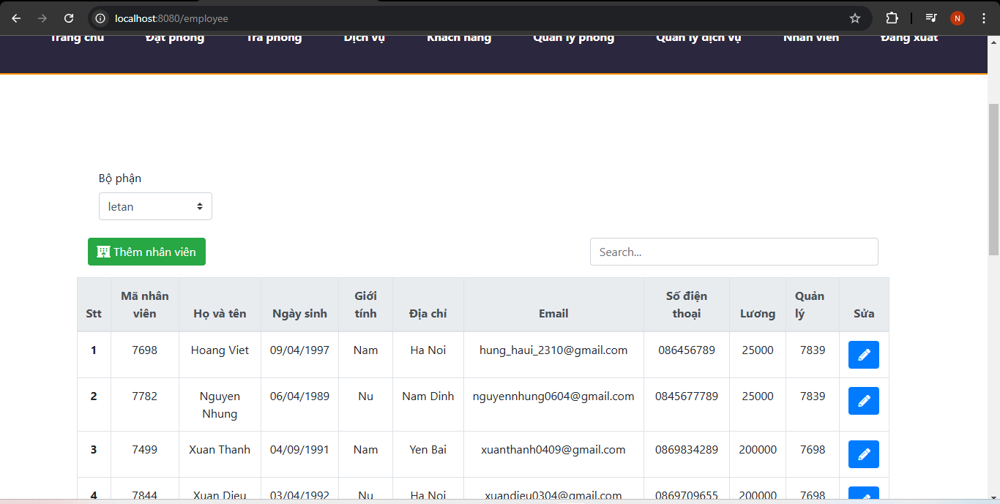 localhost:8080/employee
N
Trang chủ Đặt phòng Trả phòng Dịch vụ Khách hàng Quản lý phòng Quản lý dịch vụ Nhân viên Đăng xuất
Bộ phận
letan
Thêm nhân viên Search...
Stt Mã nhân viên Họ và tên Ngày sinh Giới tính Địa chỉ Email Số điện thoại Lương Quản lý Sửa
1 7698 Hoang Viet 09/04/1997 Nam Ha Noi hung_haui_2310@gmail.com 086456789 25000 7839
2 7782 Nguyen Nhung 06/04/1989 Nu Nam Dinh nguyennhung0604@gmail.com 0845677789 25000 7839
3 7499 Xuan Thanh 04/09/1991 Nam Yen Bai xuanthanh0409@gmail.com 0869834289 200000 7698
4 7844 Xuan Dieu 03/04/1992 Nu Ha Noi xuandieu0304@gmail.com 0869709655 200000 7698